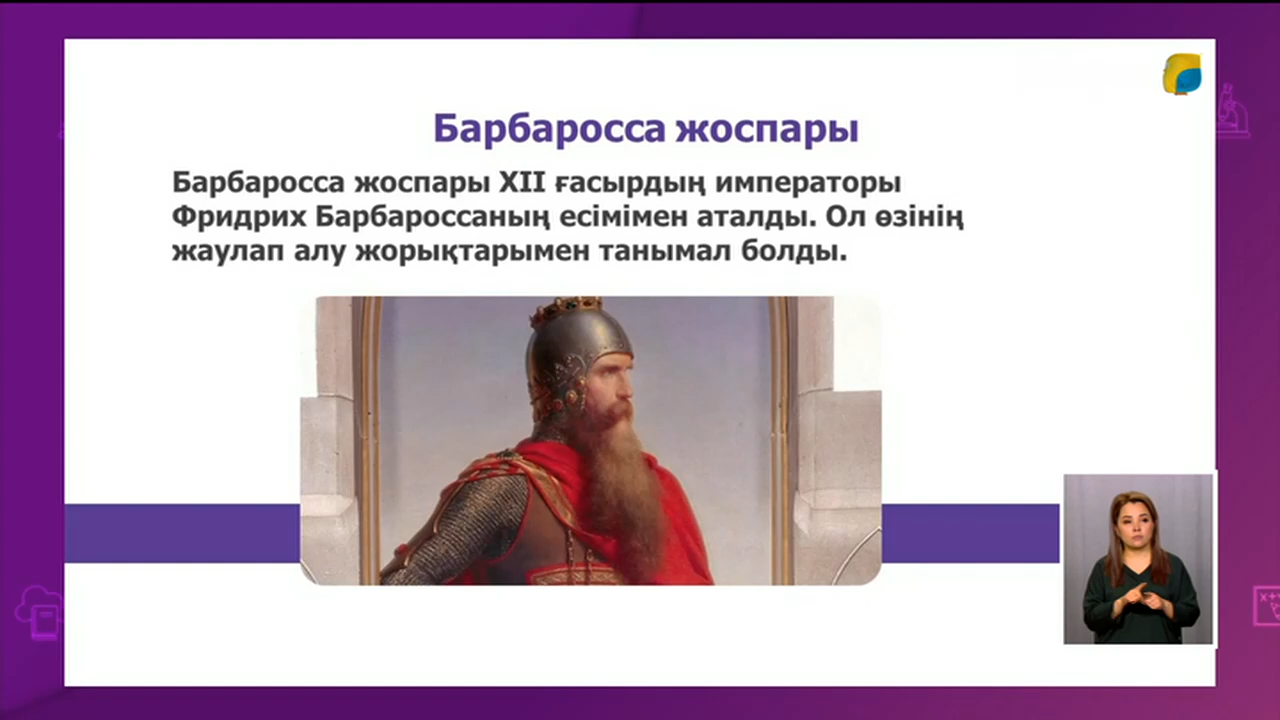 Барбаросса жоспары
Барбаросса жоспары XII ғасырдың императоры
Фридрих Барбароссаның есімімен аталды. Ол өзінің
жаулап алу жорықтарымен танымал болды.